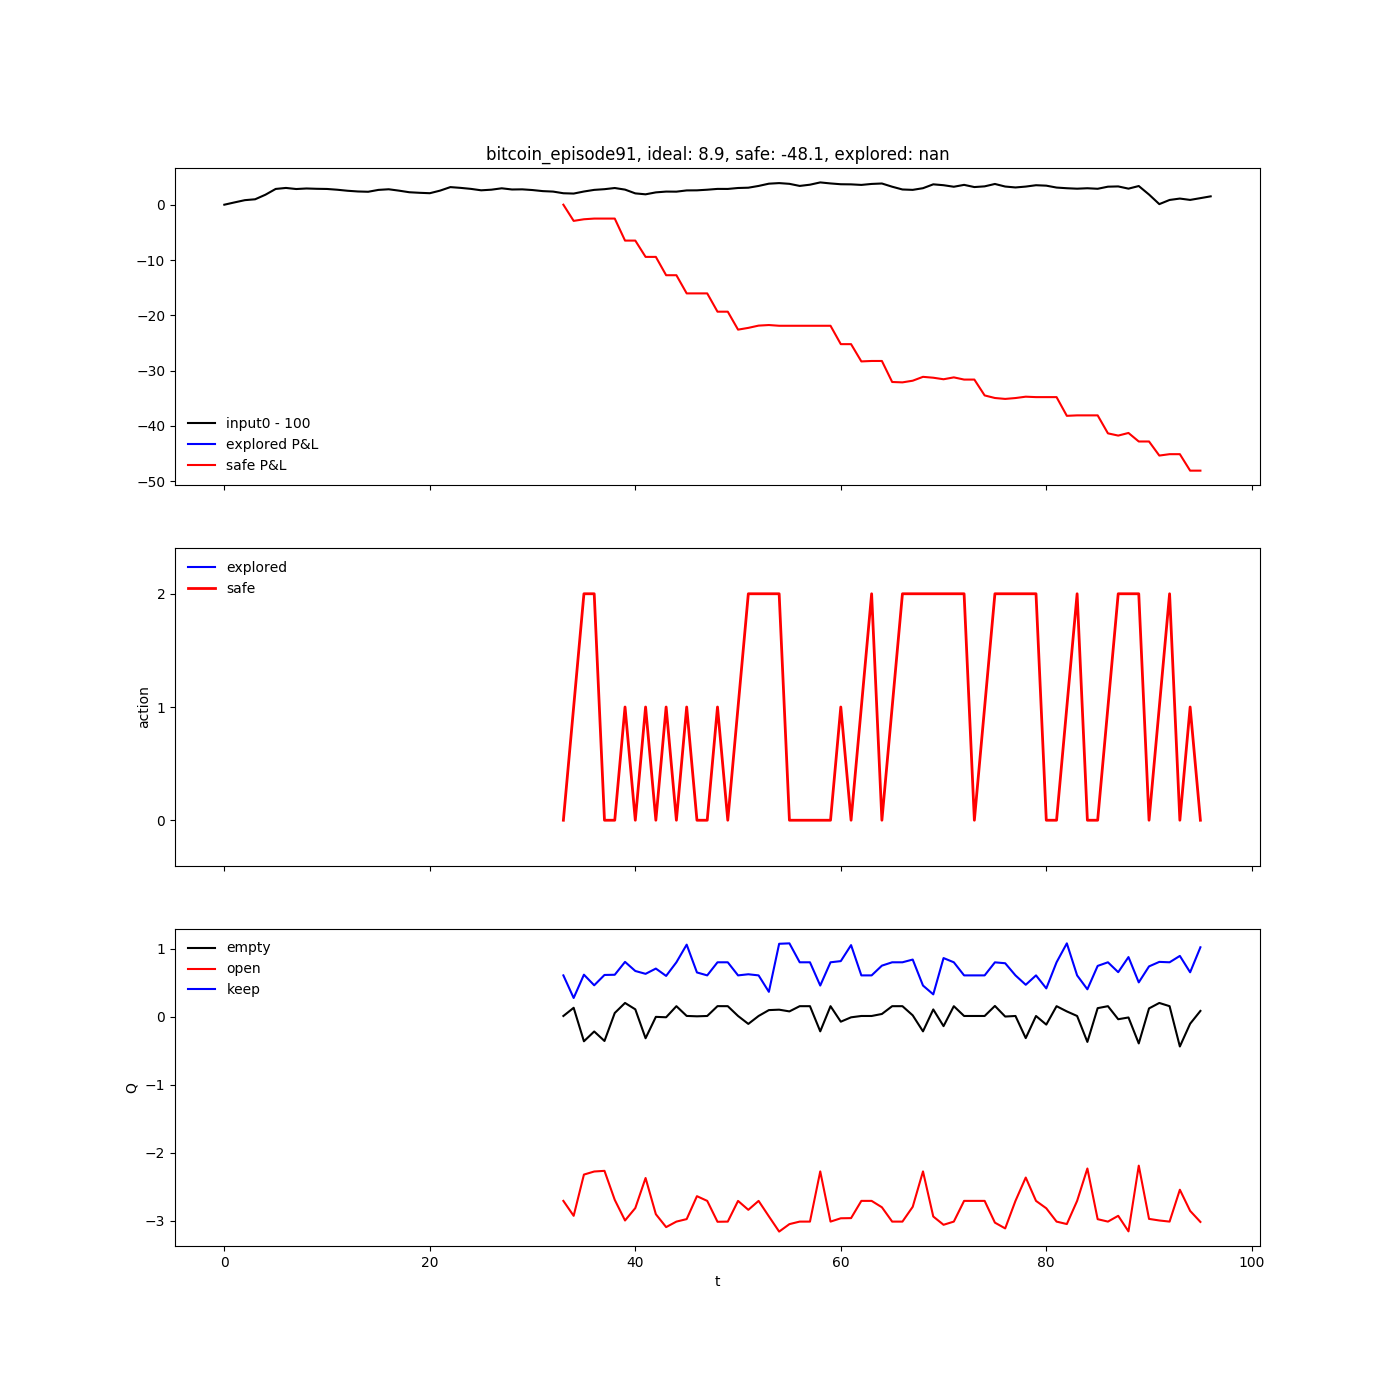 bitcoin_episode91, ideal: 8.9, safe: -48.1, explored: nan
0
−10
−20
−30
−40
−50
input0 - 100
explored P&L
safe P&L
explored
safe
2
1
0
action
empty
open
keep
1
0
−1
−2
−3
Q
0
20
40
60
80
100
t